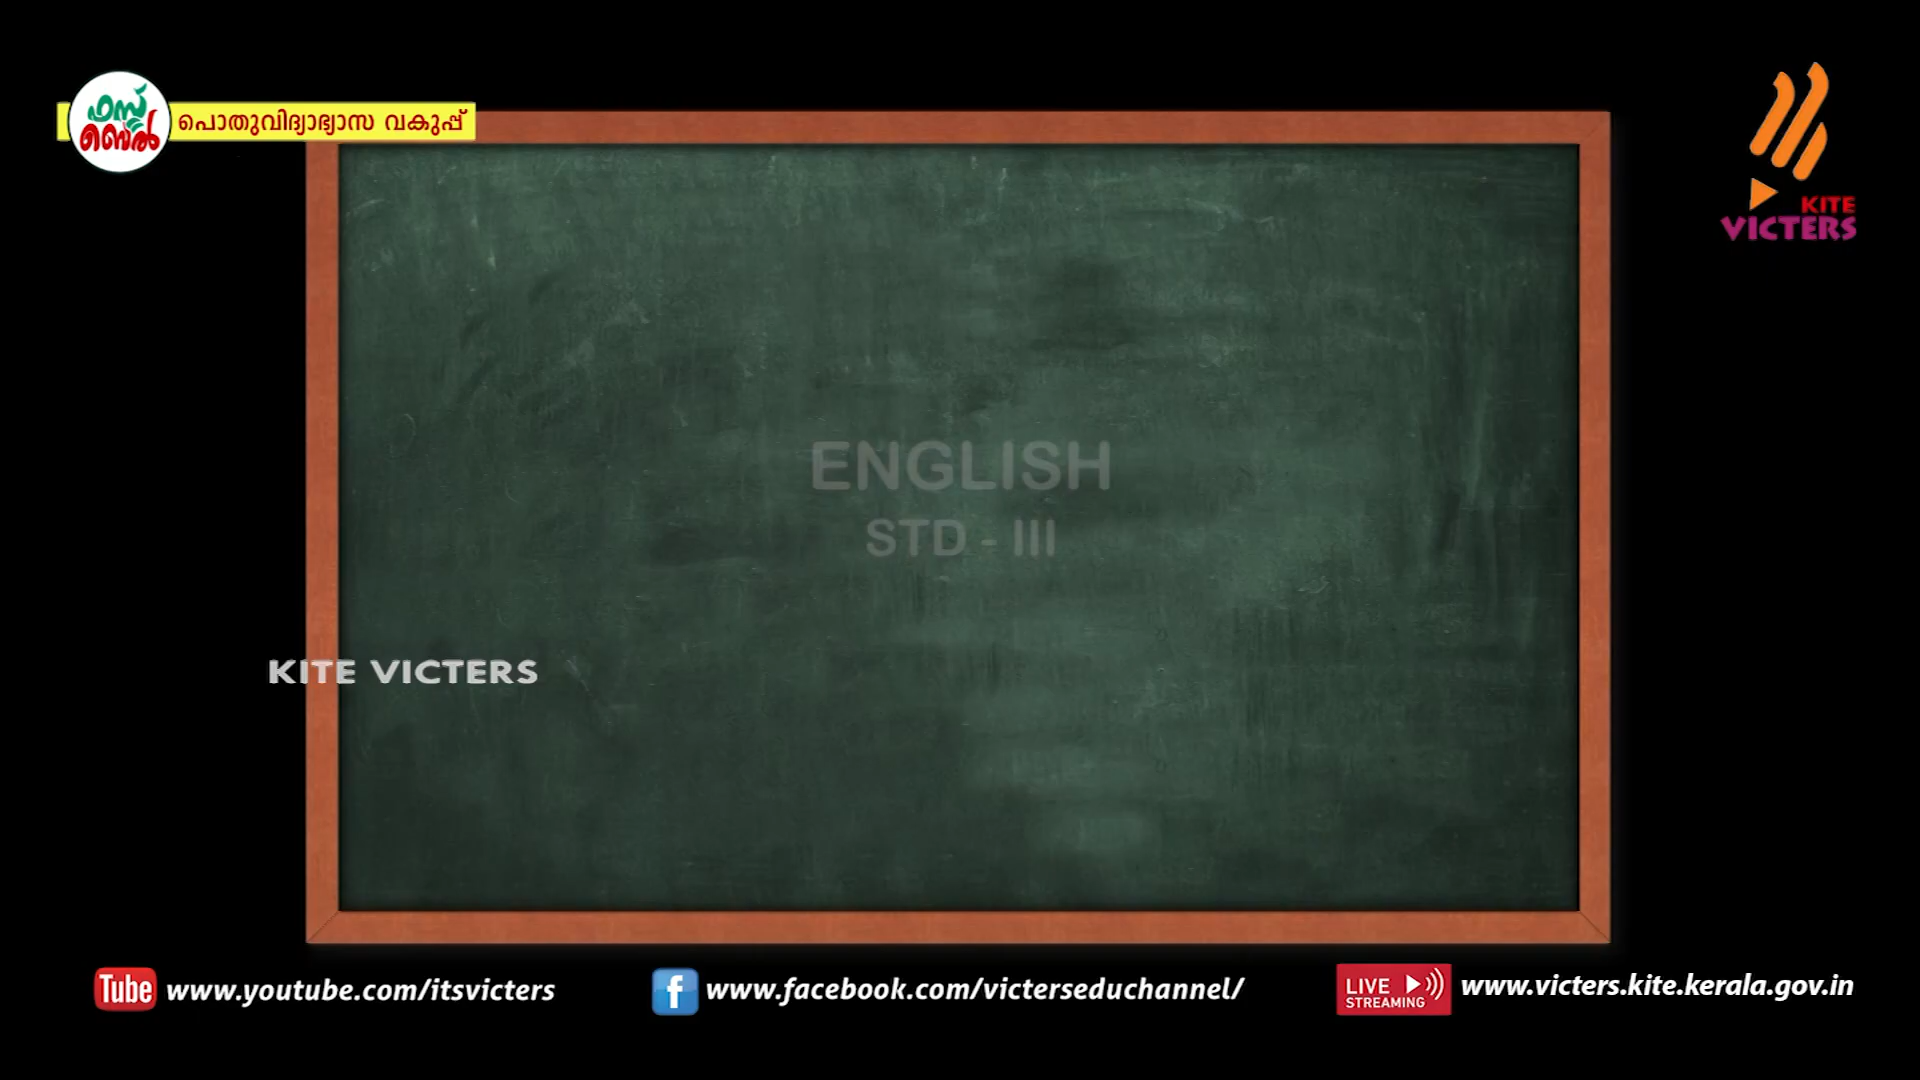 ഫസ്റ്റ്
ബെൽ
പൊതുവിദ്യാഭ്യാസ വകുപ്പ്
KITE
VICTERS
ENGLISH
STD - III
KITE VICTERS
Tube www.youtube.com/itsvicters
f www.facebook.com/victerseduchannel/
LIVE
STREAMING
www.victers.kite.kerala.gov.in